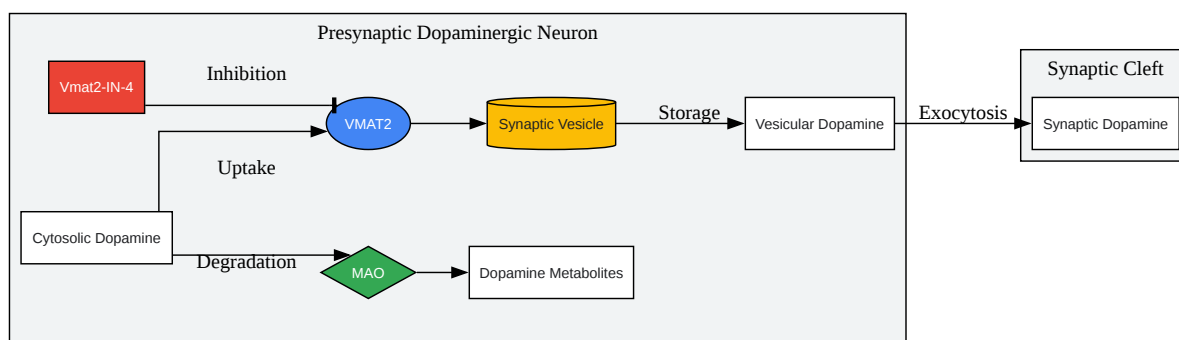 Presynaptic Dopaminergic Neuron
Synaptic Cleft
Vmat2-IN-4
Inhibition
VMAT2
Synaptic Vesicle
Storage
Vesicular Dopamine
Exocytosis
Synaptic Dopamine
Uptake
Cytosolic Dopamine
Degradation
MAO
Dopamine Metabolites